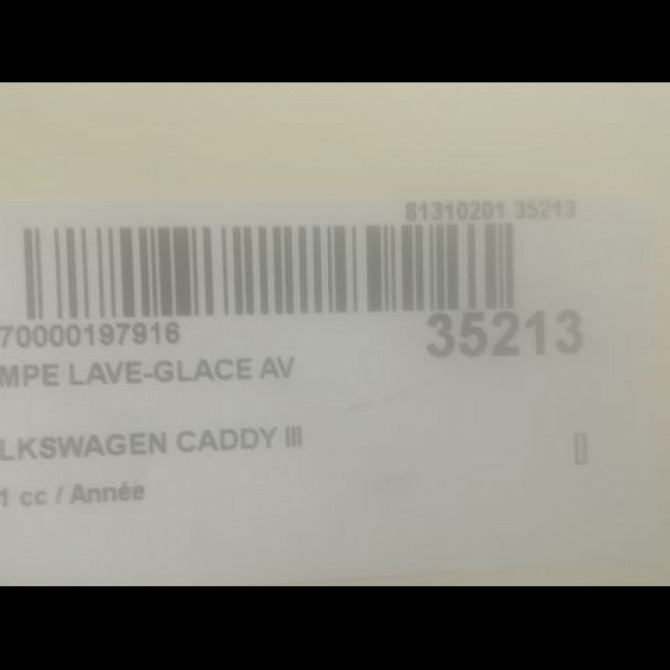 81310201 35213
70000197916
35213
MPE LAVE-GLACE AV
LKSWAGEN CADDY III
1 cc / Année